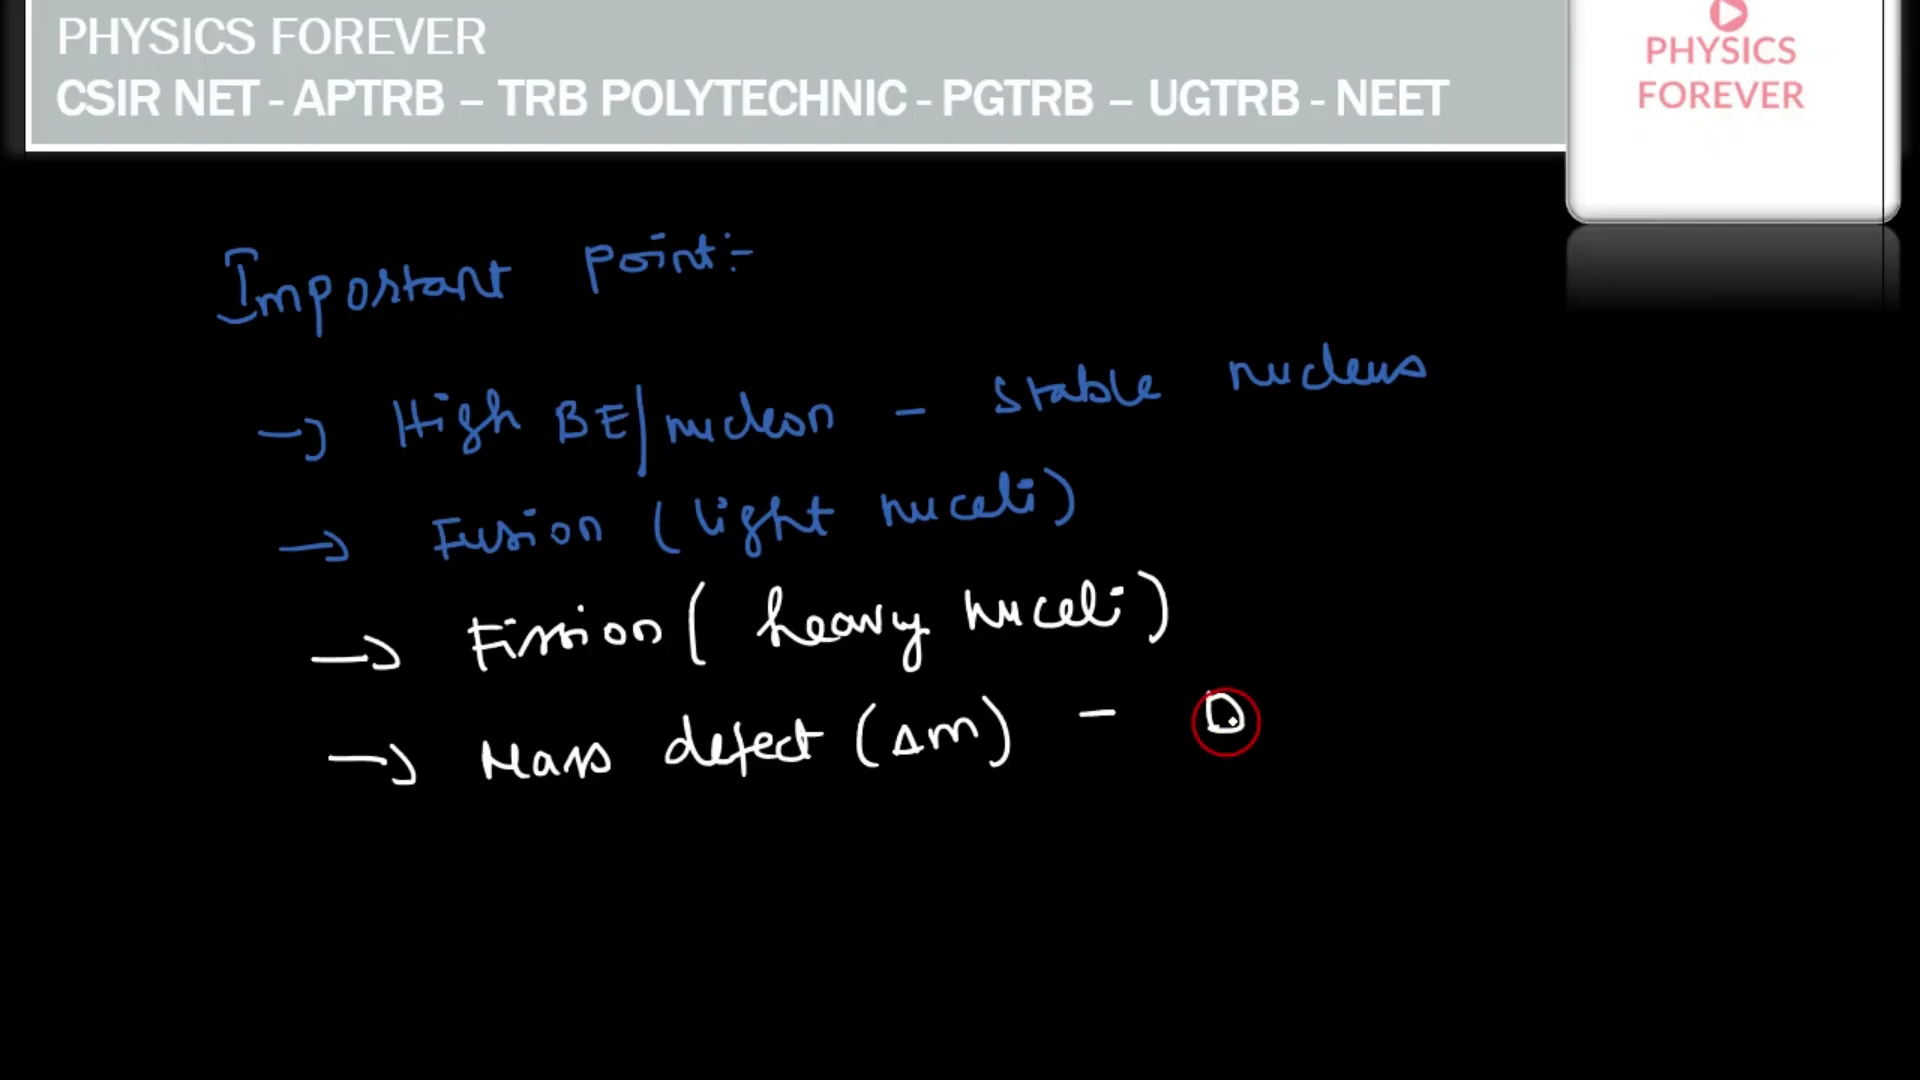 PHYSICS FOREVER
CSIR NET - APTRB – TRB POLYTECHNIC - PGTRB – UGTRB - NEET
PHYSICS
FOREVER
Important point:-
→ High BE/nucleon - stable nucleus
→ Fusion (light nuceli)
→ Fission ( heavy nuceli)
→ Mass defect (Δm) - D